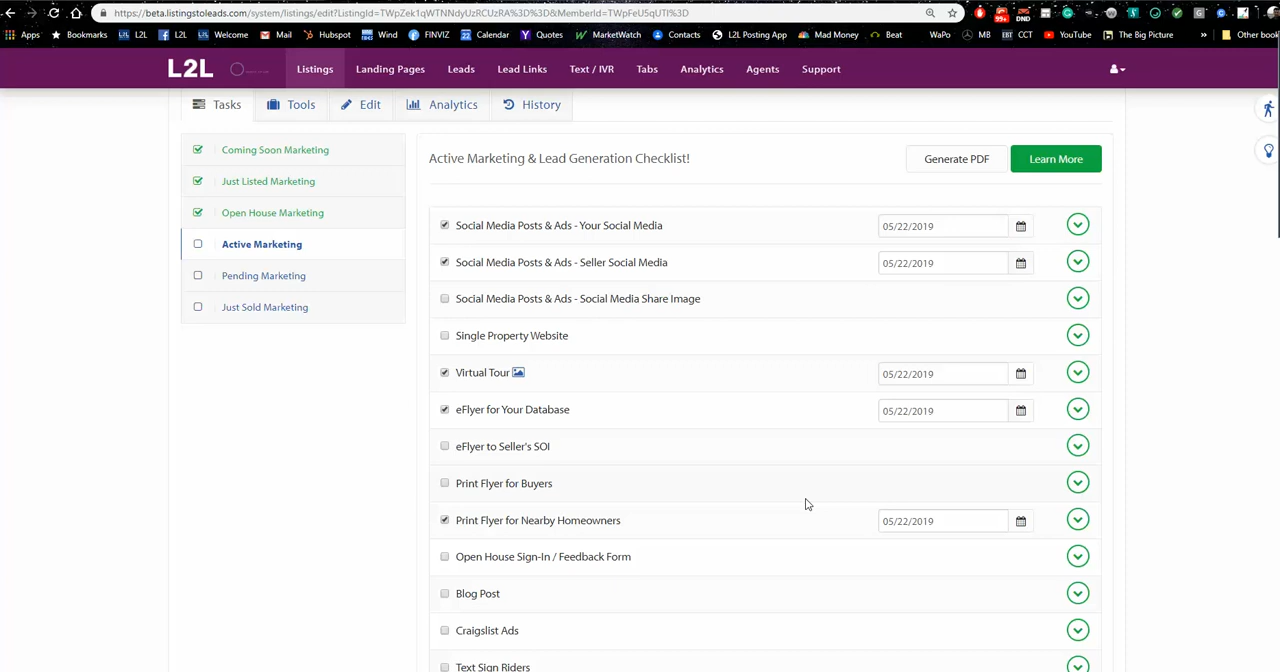 https://beta.listingstoleads.com/system/listings/edit?ListingId=TWpZek1qWTNNdyUzRCUzRA%3D%3D&MemberId=TWpFeU5qUTI%3D
99+ DND
Apps Bookmarks L2L L2L Welcome Mail Hubspot Wind FINVIZ Calendar Quotes MarketWatch Contacts L2L Posting App Mad Money Beat WaPo MB CCT YouTube The Big Picture » Other book
L2L Listings Landing Pages Leads Lead Links Text / IVR Tabs Analytics Agents Support
Tasks Tools Edit Analytics History
Coming Soon Marketing
Just Listed Marketing
Open House Marketing
Active Marketing
Pending Marketing
Just Sold Marketing
Active Marketing & Lead Generation Checklist! Generate PDF Learn More
Social Media Posts & Ads - Your Social Media 05/22/2019
Social Media Posts & Ads - Seller Social Media 05/22/2019
Social Media Posts & Ads - Social Media Share Image
Single Property Website
Virtual Tour 05/22/2019
eFlyer for Your Database 05/22/2019
eFlyer to Seller's SOI
Print Flyer for Buyers
Print Flyer for Nearby Homeowners 05/22/2019
Open House Sign-In / Feedback Form
Blog Post
Craigslist Ads
Text Sign Riders